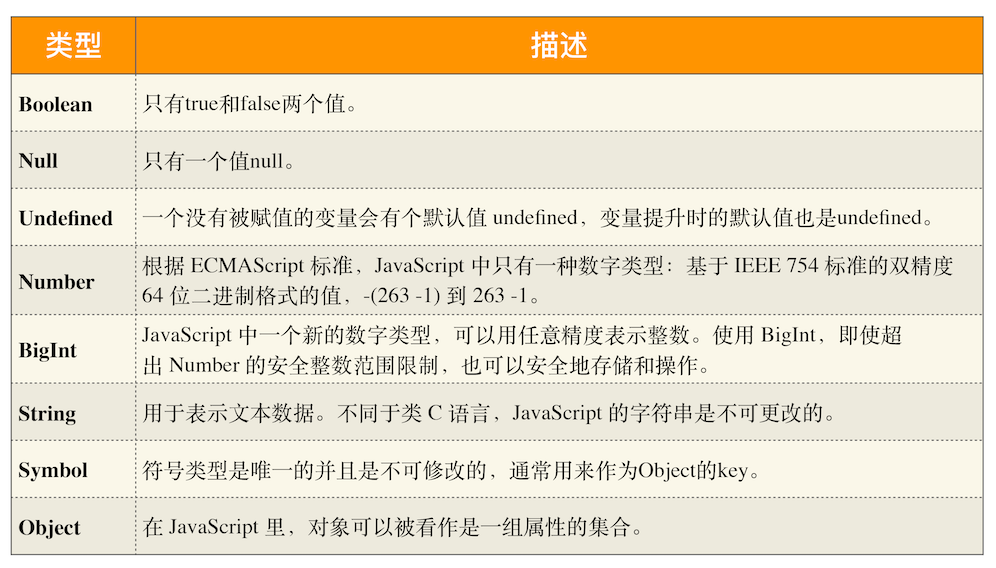 类型 描述
Boolean 只有true和false两个值。
Null 只有一个值null。
Undefined 一个没有被赋值的变量会有个默认值 undefined，变量提升时的默认值也是undefined。
Number 根据 ECMAScript 标准，JavaScript 中只有一种数字类型：基于 IEEE 754 标准的双精度
64 位二进制格式的值，-(263 -1) 到 263 -1。
BigInt JavaScript 中一个新的数字类型，可以用任意精度表示整数。使用 BigInt，即使超
出 Number 的安全整数范围限制，也可以安全地存储和操作。
String 用于表示文本数据。不同于类 C 语言，JavaScript 的字符串是不可更改的。
Symbol 符号类型是唯一的并且是不可修改的，通常用来作为Object的key。
Object 在 JavaScript 里，对象可以被看作是一组属性的集合。